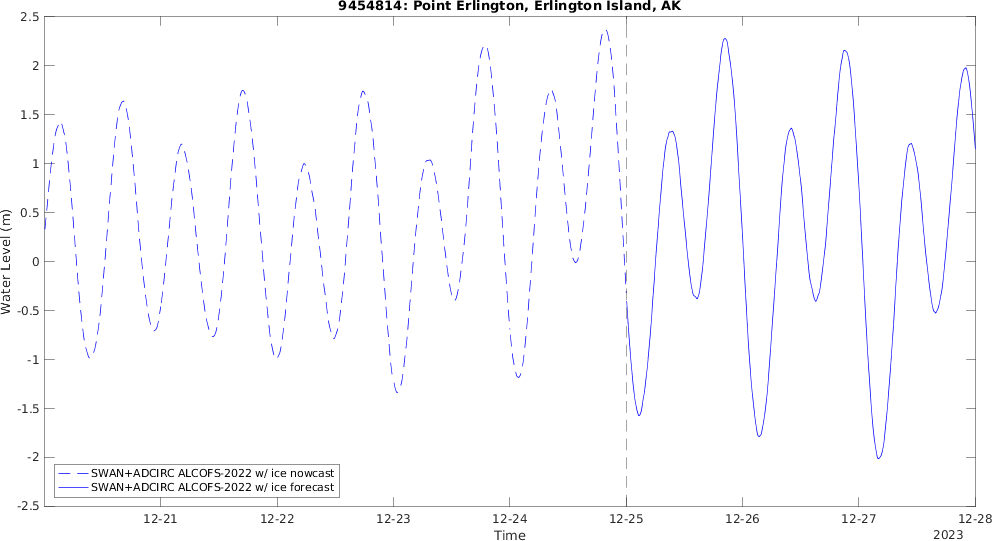 9454814: Point Erlington, Erlington Island, AK
2.5
2
1.5
1
0.5
0
-0.5
-1
-1.5
-2
-2.5
Water Level (m)
SWAN+ADCIRC ALCOFS-2022 w/ ice nowcast
SWAN+ADCIRC ALCOFS-2022 w/ ice forecast
12-21 12-22 12-23 12-24 12-25 12-26 12-27 12-28
Time
2023